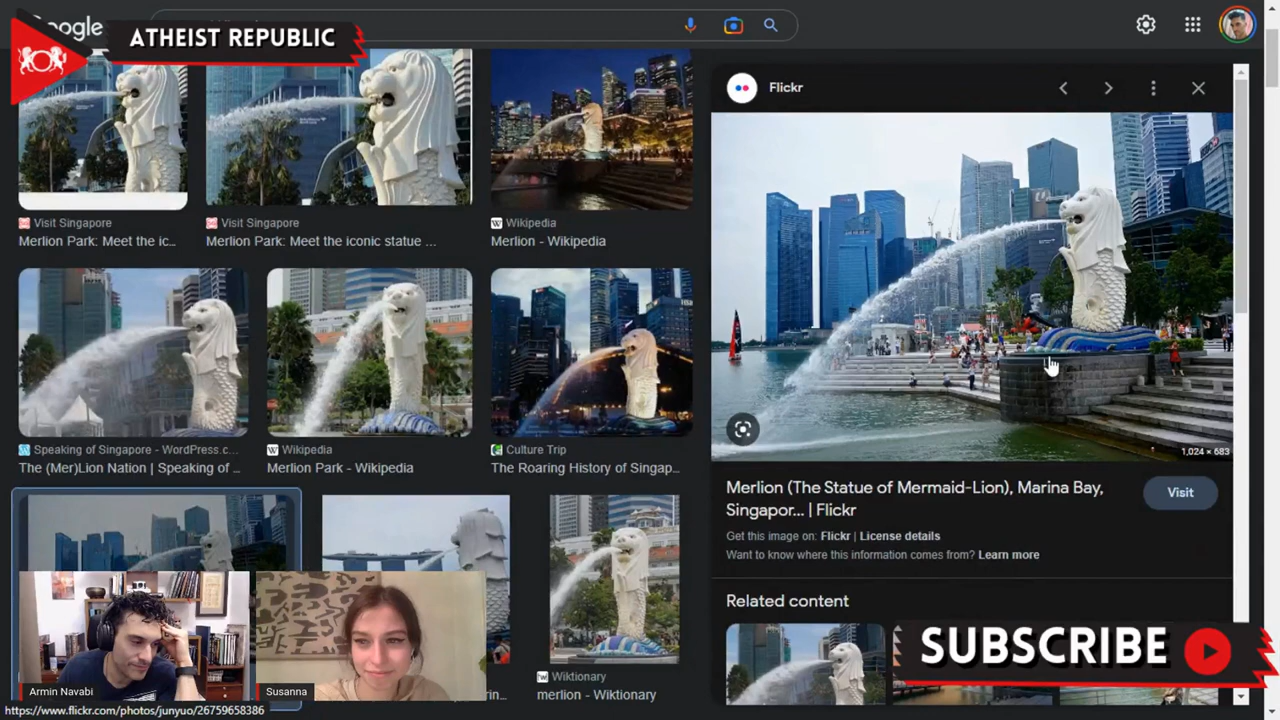 Google
ATHEIST REPUBLIC
Flickr
Visit Singapore
Merlion Park: Meet the ic...
Visit Singapore
Merlion Park: Meet the iconic statue ...
Wikipedia
Merlion - Wikipedia
1,024 × 683
Speaking of Singapore - WordPress.c...
The (Mer)Lion Nation | Speaking of ...
Wikipedia
Merlion Park - Wikipedia
Culture Trip
The Roaring History of Singap...
Merlion (The Statue of Mermaid-Lion), Marina Bay,
Singapor... | Flickr
Visit
Get this image on: Flickr | License details
Want to know where this information comes from? Learn more
Related content
Wiktionary
merlion - Wiktionary
Armin Navabi
Susanna
SUBSCRIBE
https://www.flickr.com/photos/junyuo/26759658386